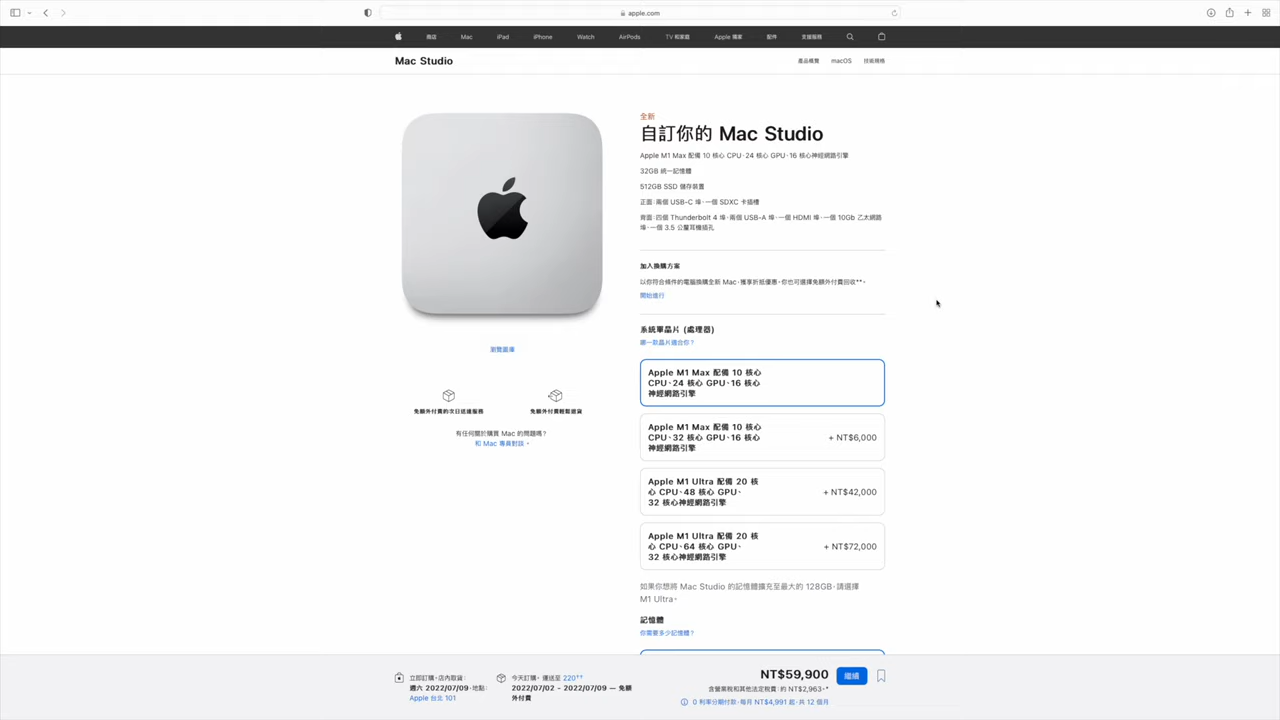 apple.com
商店 Mac iPad iPhone Watch AirPods TV 和家庭 Apple 獨家 配件 支援服務
Mac Studio
產品概覽 macOS 技術規格
全新
自訂你的 Mac Studio
Apple M1 Max 配備 10 核心 CPU、24 核心 GPU、16 核心神經網路引擎
32GB 統一記憶體
512GB SSD 儲存裝置
正面:兩個 USB-C 埠、一個 SDXC 卡插槽
背面:四個 Thunderbolt 4 埠、兩個 USB-A 埠、一個 HDMI 埠、一個 10Gb 乙太網路
埠、一個 3.5 公釐耳機插孔
加入換購方案
以你符合條件的電腦換購全新 Mac,獲享折抵優惠。你也可選擇免額外付費回收**。
開始進行
瀏覽圖庫
免額外付費的次日送達服務
免額外付費輕鬆退貨
有任何關於購買 Mac 的問題嗎?
和 Mac 專員對談。
系統單晶片 (處理器)
哪一款晶片適合你?
Apple M1 Max 配備 10 核心
CPU、24 核心 GPU、16 核心
神經網路引擎
Apple M1 Max 配備 10 核心
CPU、32 核心 GPU、16 核心
神經網路引擎
+ NT$6,000
Apple M1 Ultra 配備 20 核
心 CPU、48 核心 GPU、
32 核心神經網路引擎
+ NT$42,000
Apple M1 Ultra 配備 20 核
心 CPU、64 核心 GPU、
32 核心神經網路引擎
+ NT$72,000
如果你想將 Mac Studio 的記憶體擴充至最大的 128GB,請選擇
M1 Ultra。
記憶體
你需要多少記憶體?
立即訂購,店內取貨:
週六 2022/07/09,地點:
Apple 台北 101
今天訂購,運送至 220††
2022/07/02 – 2022/07/09 — 免額
外付費
NT$59,900
含營業稅和其他法定稅費:約 NT$2,963
0 利率分期付款,每月 NT$4,991 起,共 12 個月
繼續